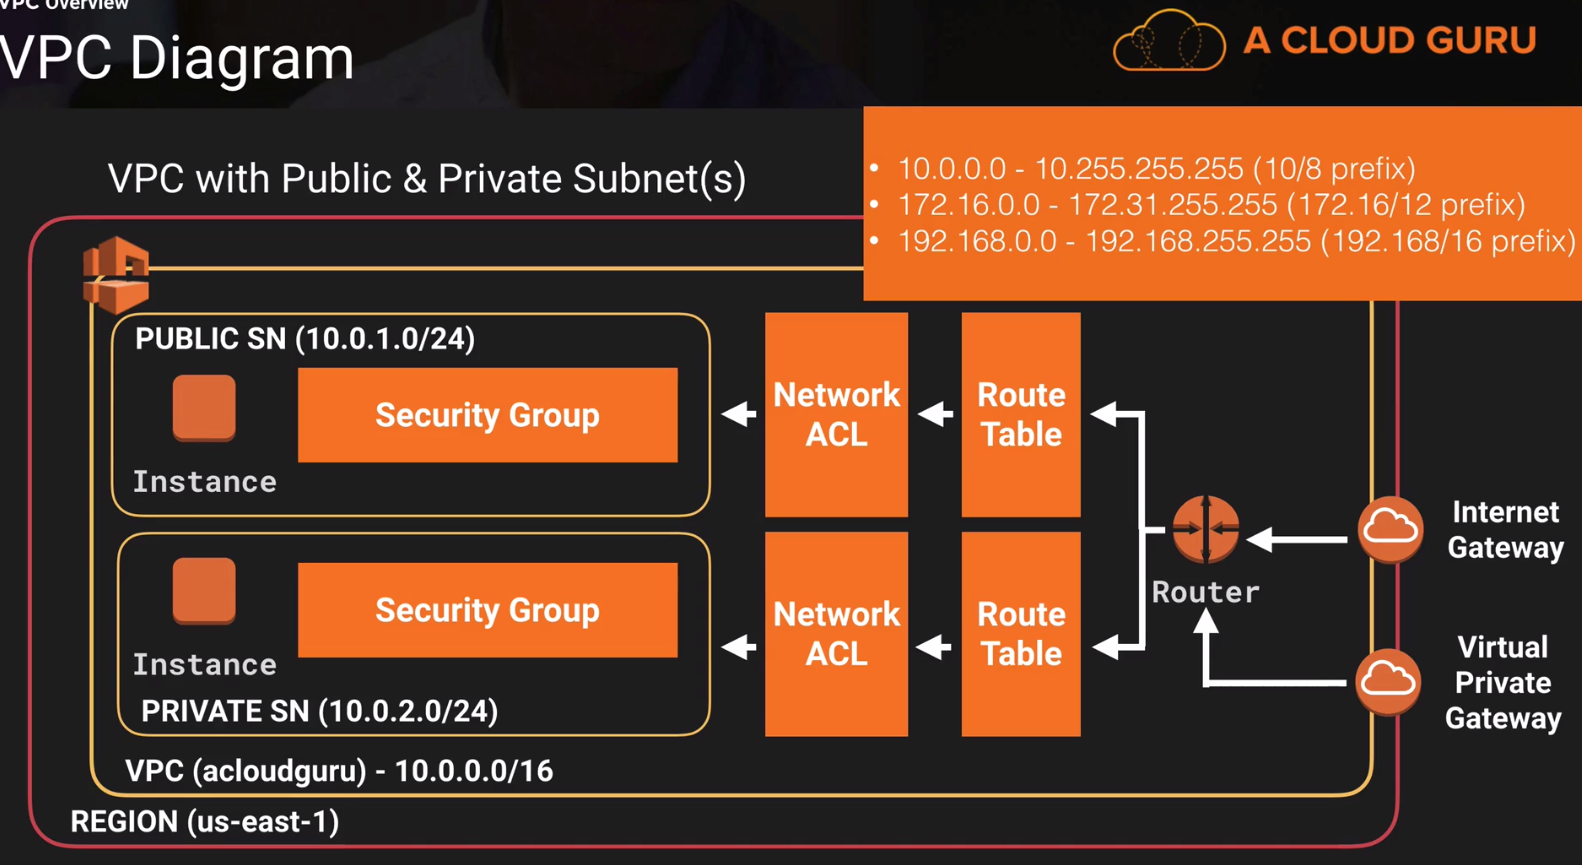 VPC Overview
VPC Diagram
A CLOUD GURU
VPC with Public & Private Subnet(s)
• 10.0.0.0 - 10.255.255.255 (10/8 prefix)
• 172.16.0.0 - 172.31.255.255 (172.16/12 prefix)
• 192.168.0.0 - 192.168.255.255 (192.168/16 prefix)
PUBLIC SN (10.0.1.0/24)
Instance
Security Group
Network
ACL
Route
Table
Instance
Security Group
PRIVATE SN (10.0.2.0/24)
Network
ACL
Route
Table
Router
Internet
Gateway
Virtual
Private
Gateway
VPC (acloudguru) - 10.0.0.0/16
REGION (us-east-1)